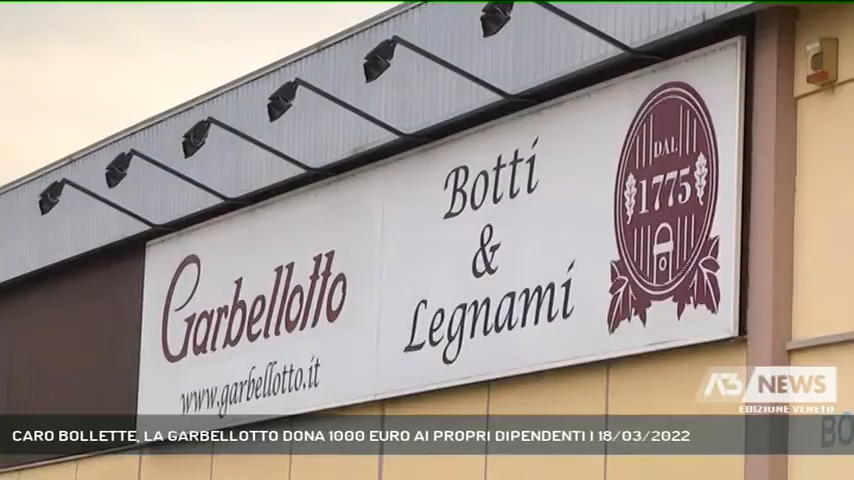 Garbellotto
www.garbellotto.it
Botti
&
Legnami
DAL
1775
A3 NEWS
EDIZIONE VENETO
CARO BOLLETTE, LA GARBELLOTTO DONA 1000 EURO AI PROPRI DIPENDENTI | 18/03/2022
BO